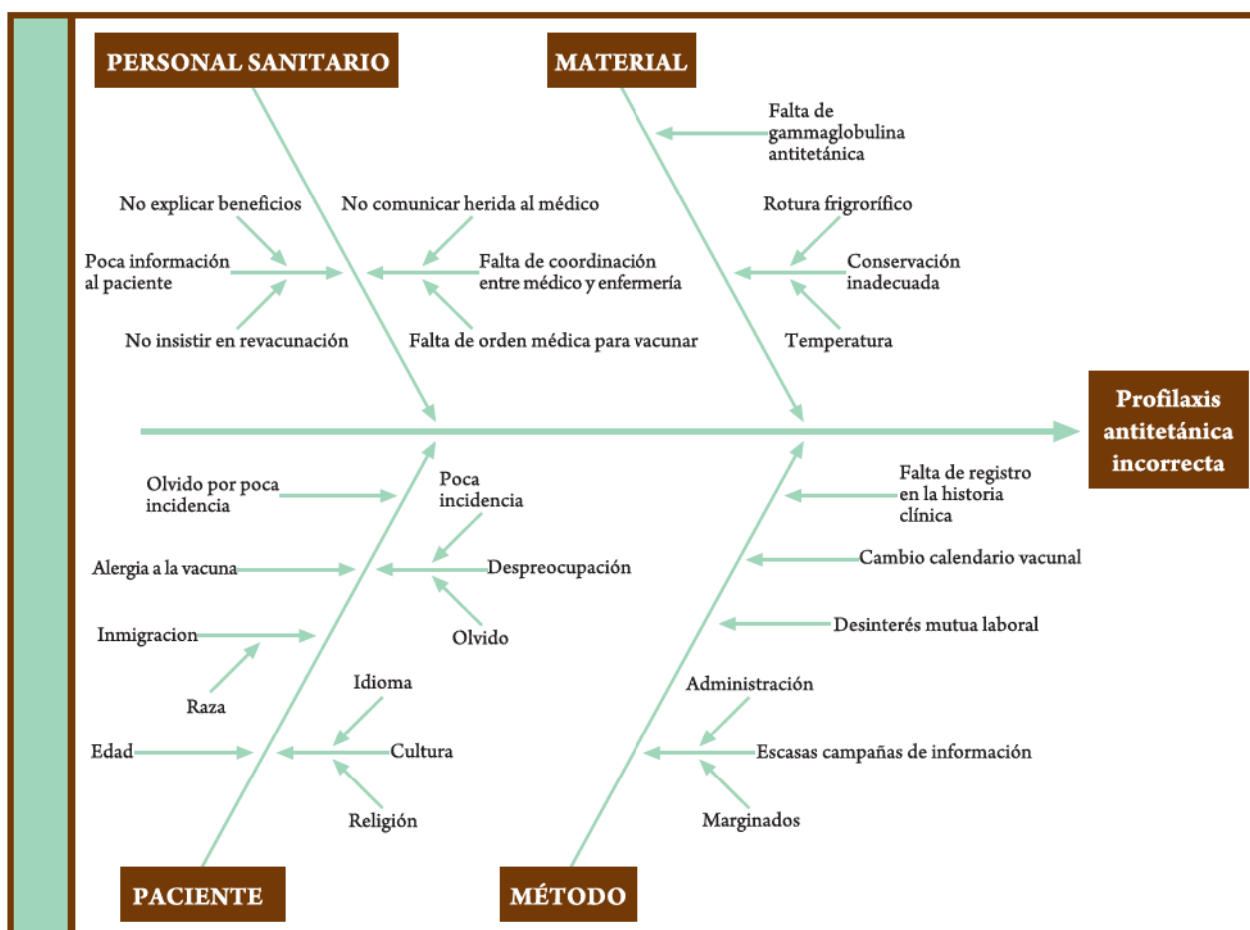 PERSONAL SANITARIO
MATERIAL
Falta de
gammaglobulina
antitetánica
No explicar beneficios
No comunicar herida al médico
Rotura frigrorífico
Poca información
al paciente
Falta de coordinación
entre médico y enfermería
Conservación
inadecuada
No insistir en revacunación
Falta de orden médica para vacunar
Temperatura
Profilaxis
antitetánica
incorrecta
Olvido por poca
incidencia
Poca
incidencia
Falta de registro
en la historia
clínica
Alergia a la vacuna
Despreocupación
Cambio calendario vacunal
Inmigracion
Olvido
Desinterés mutua laboral
Raza
Idioma
Administración
Edad
Cultura
Escasas campañas de información
Religión
Marginados
PACIENTE
MÉTODO